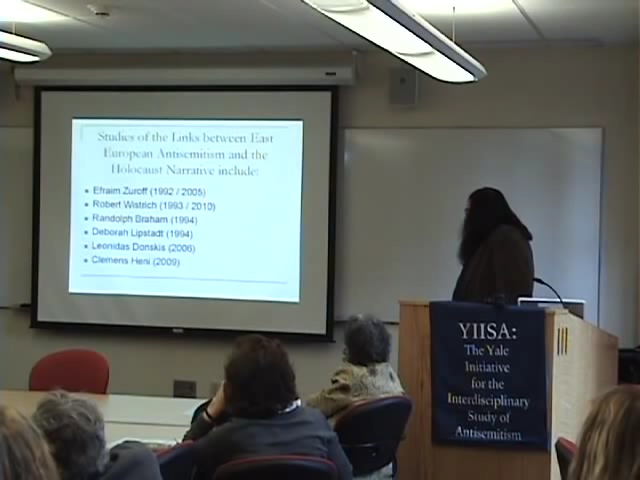 Studies of the Links between East
European Antisemitism and the
Holocaust Narrative include:
Efraim Zuroff (1992 / 2005)
Robert Wistrich (1993 / 2010)
Randolph Braham (1994)
Deborah Lipstadt (1994)
Leonidas Donskis (2006)
Clemens Heni (2009)
YIISA:
The Yale
Initiative
for the
Interdisciplinary
Study of
Antisemitism